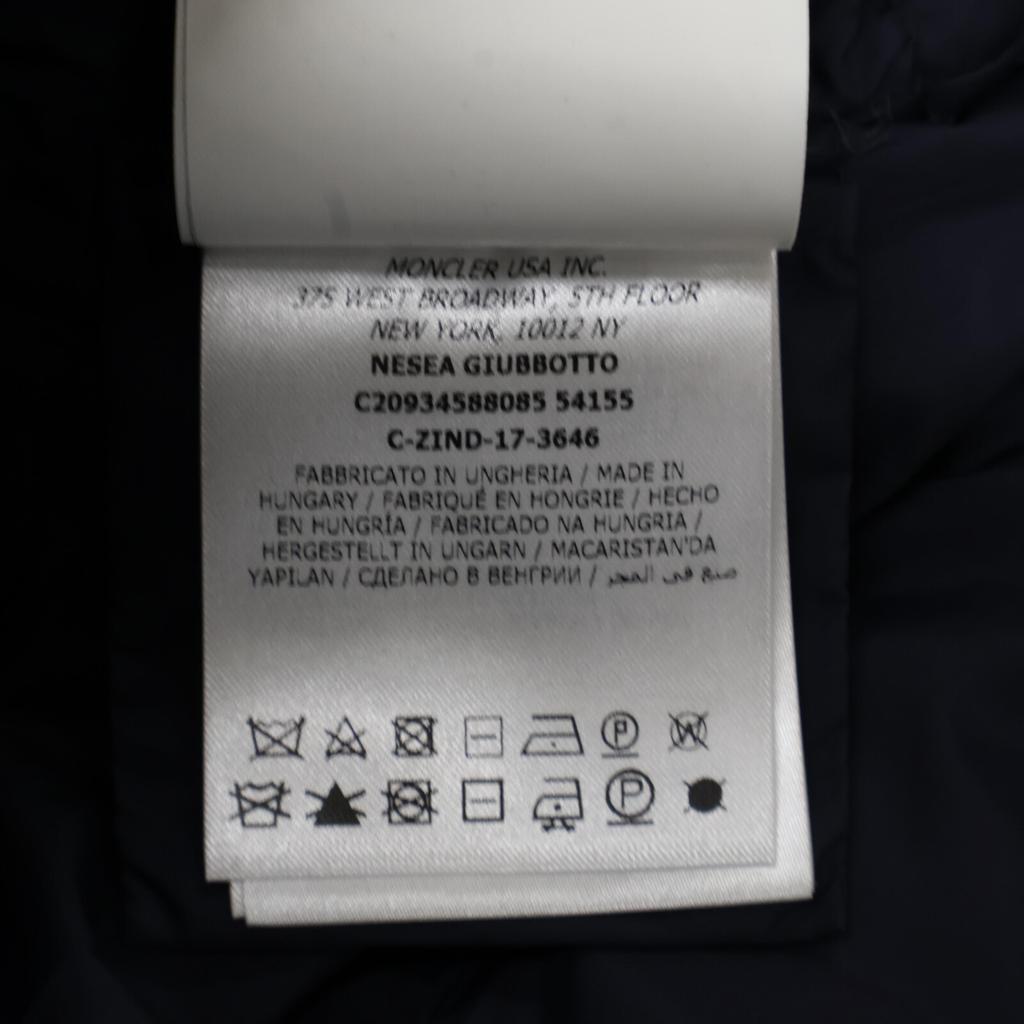 MONCLER USA INC.
375 WEST BROADWAY, 5TH FLOOR
NEW YORK, 10012 NY
NESEA GIUBBOTTO
C20934588085 54155
C-ZIND-17-3646
FABBRICATO IN UNGHERIA / MADE IN
HUNGARY / FABRIQUÉ EN HONGRIE / HECHO
EN HUNGRÍA / FABRICADO NA HUNGRIA /
HERGESTELLT IN UNGARN / MACARISTAN'DA
YAPILAN / СДЕЛАНО В ВЕНГРИИ / صنع في المجر
P W
P